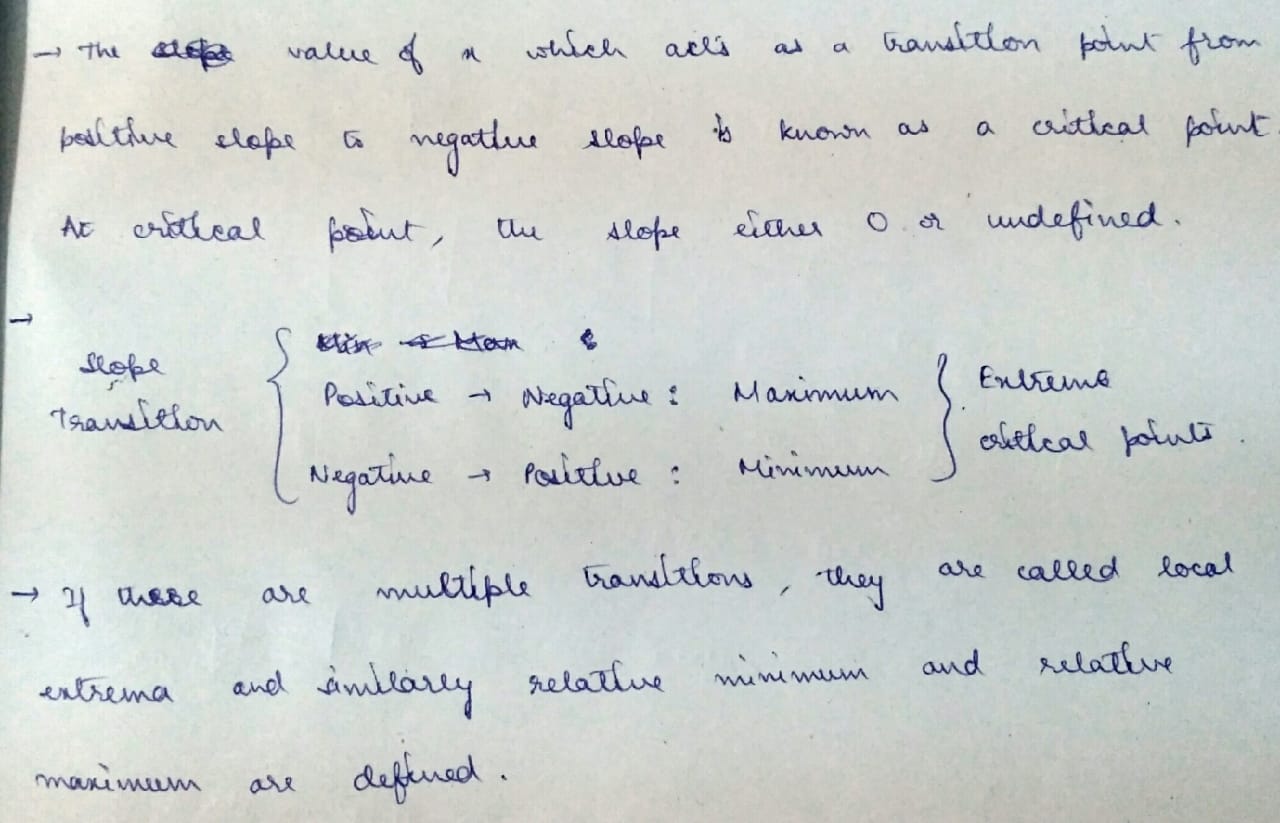 → The value of x which acts as a transition point from
positive slope to negative slope is known as a critical point.
At critical point, the slope either 0 or undefined.
→
Slope Transition { Positive → Negative : Maximum } Extreme
Negative → Positive : Minimum } critical points.
→ If there are multiple transitions, they are called local
extrema and similarly relative minimum and relative
maximum are defined.